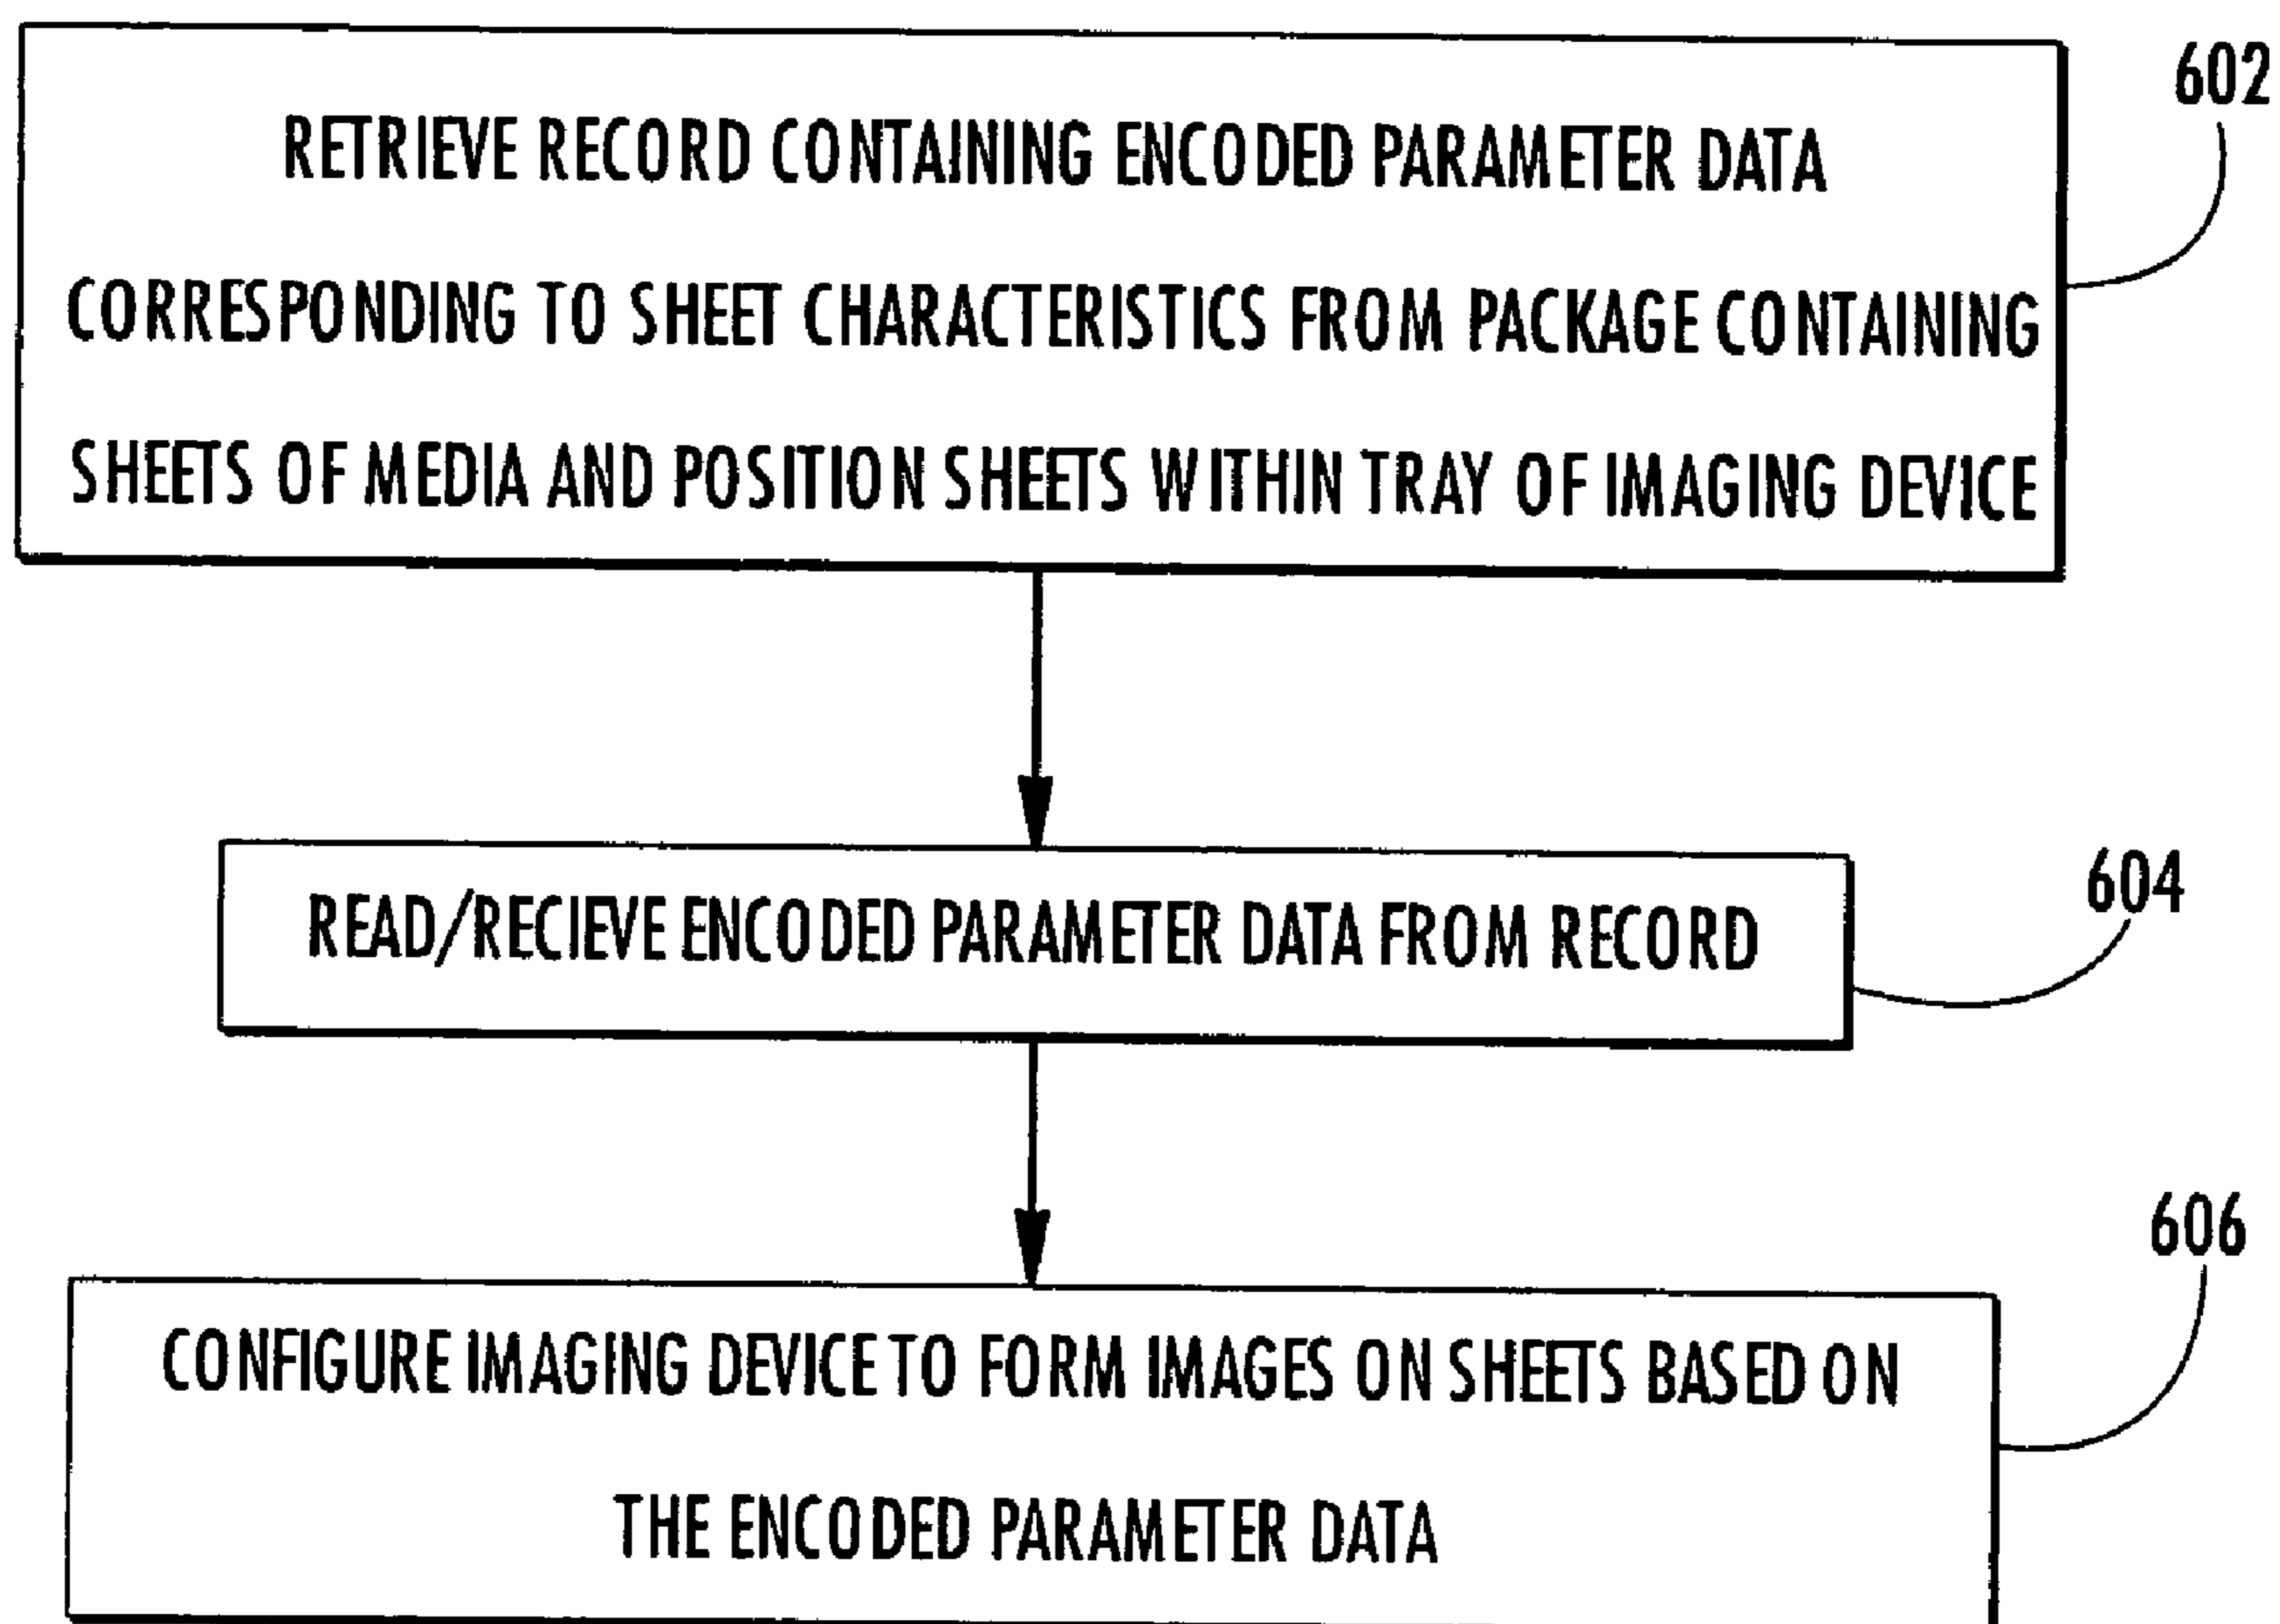 RETRIEVE RECORD CONTAINING ENCODED PARAMETER DATA
CORRESPONDING TO SHEET CHARACTERISTICS FROM PACKAGE CONTAINING
SHEETS OF MEDIA AND POSITION SHEETS WITHIN TRAY OF IMAGING DEVICE
602
READ/RECIEVE ENCODED PARAMETER DATA FROM RECORD
604
CONFIGURE IMAGING DEVICE TO FORM IMAGES ON SHEETS BASED ON
THE ENCODED PARAMETER DATA
606